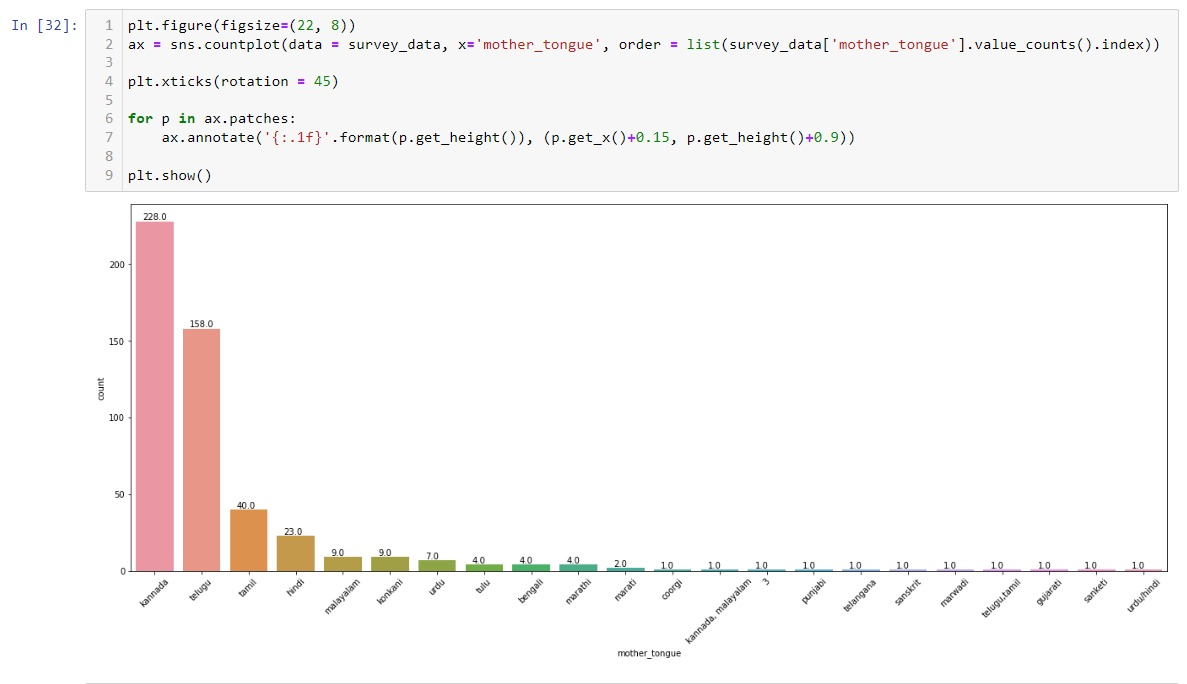 In [32]:
1 plt.figure(figsize=(22, 8))
2 ax = sns.countplot(data = survey_data, x='mother_tongue', order = list(survey_data['mother_tongue'].value_counts().index))
3
4 plt.xticks(rotation = 45)
5
6 for p in ax.patches:
7     ax.annotate('{:.1f}'.format(p.get_height()), (p.get_x()+0.15, p.get_height()+0.9))
8
9 plt.show()
228.0
200
158.0
150
count
100
50
40.0
23.0
9.0 9.0 7.0 4.0 4.0 4.0 2.0 1.0 1.0 1.0 1.0 1.0 1.0 1.0 1.0 1.0 1.0 1.0
0
kannada telugu tamil hindi malayalam konkani urdu tulu bengali marathi marati coorgi kannada, malayalam 3 punjabi telangana sanskrit marwadi telugu,tamil gujarati sanketi urdu/hindi
mother_tongue